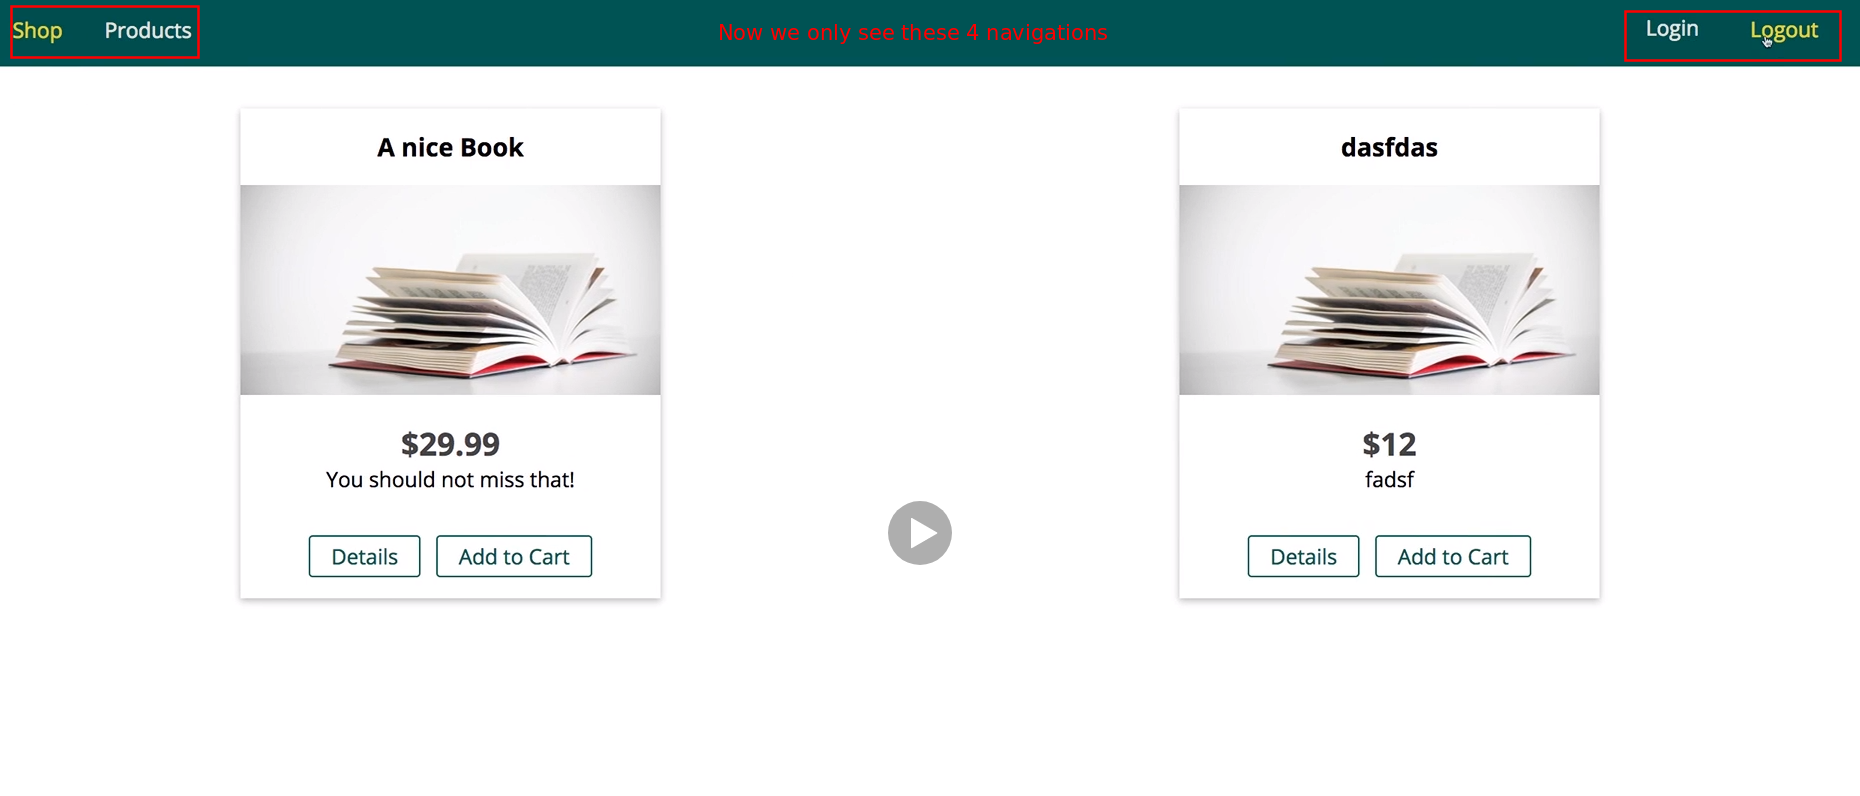 Shop Products Now we only see these 4 navigations Login Logout
A nice Book
$29.99
You should not miss that!
Details Add to Cart
dasfdas
$12
fadsf
Details Add to Cart